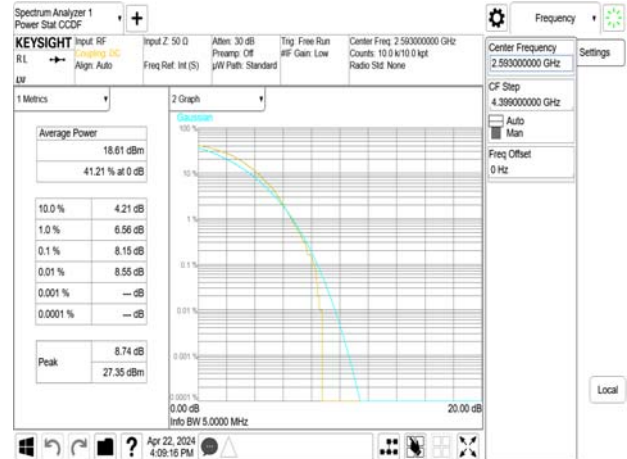 Spectrum Analyzer 1
Power Stat CCDF
Frequency
KEYSIGHT
Input: RF
Coupling: DC
Align: Auto
Input Z: 50 Ω
Freq Ref: Int (S)
Atten: 30 dB
Preamp: Off
µW Path: Standard
Trig: Free Run
#IF Gain: Low
Center Freq: 2.593000000 GHz
Counts: 10.0 k/10.0 kpt
Radio Std: None
RL
Center Frequency
2.593000000 GHz
Settings
CF Step
4.399000000 GHz
Auto
Man
Freq Offset
0 Hz
1 Metrics
2 Graph
Average Power
18.61 dBm
41.21 % at 0 dB
10.0 % 4.21 dB
1.0 % 6.56 dB
0.1 % 8.15 dB
0.01 % 8.55 dB
0.001 % --- dB
0.0001 % --- dB
Peak
8.74 dB
27.35 dBm
Gaussian
100 %
10 %
1 %
0.1 %
0.01 %
0.001 %
0.0001 %
0.00 dB
20.00 dB
Info BW 5.0000 MHz
Local
?
Apr 22, 2024
4:09:16 PM